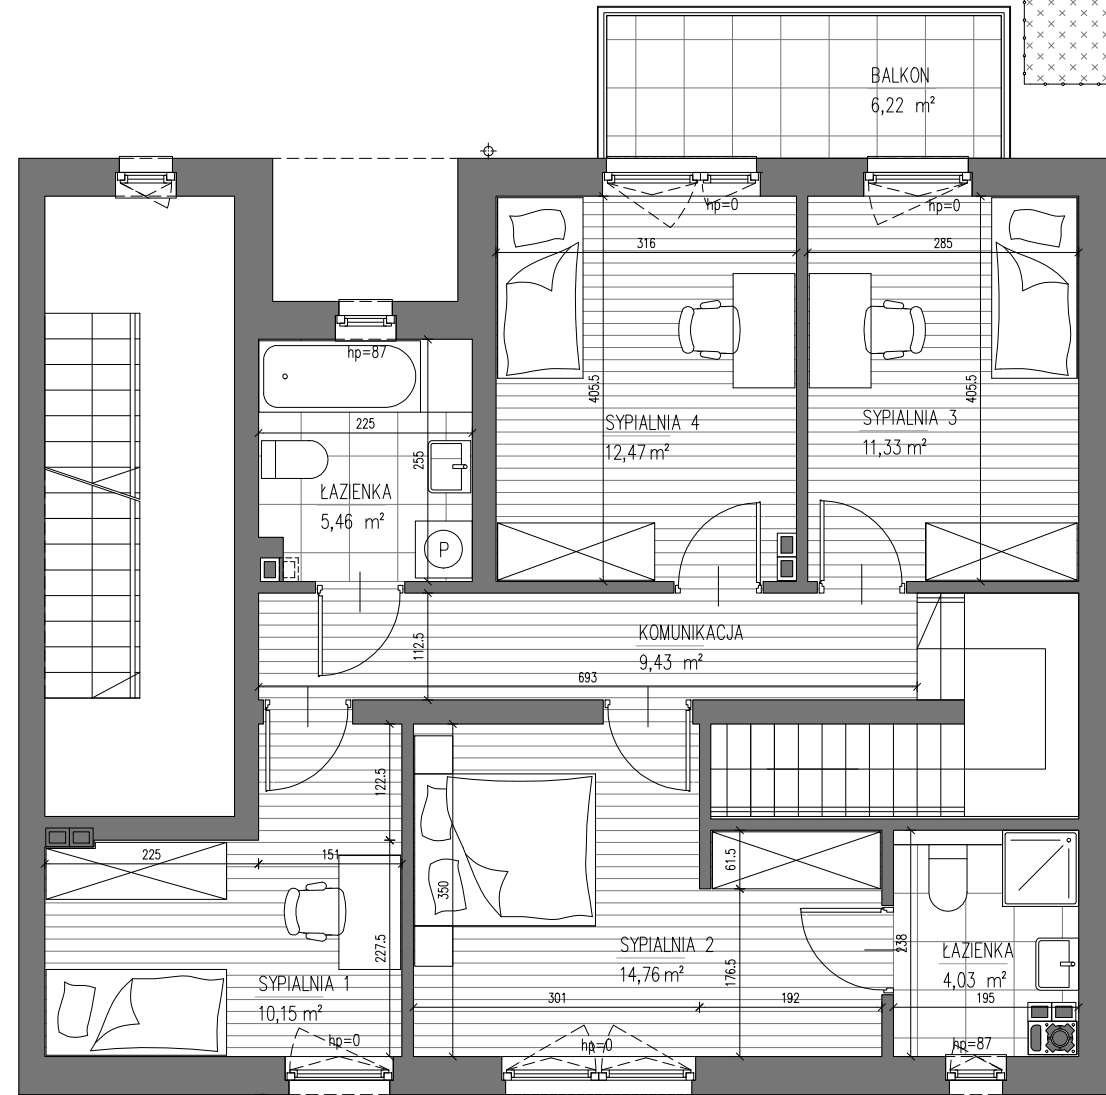 BALKON
6,22 m²
hp=0
hp=0
316
285
hp=87
405.5
405.5
SYPIALNIA 4
12,47 m²
SYPIALNIA 3
11,33 m²
225
255
ŁAZIENKA
5,46 m²
P
KOMUNIKACJA
9,43 m²
112.5
693
122.5
225
151
61.5
350
227.5
SYPIALNIA 2
14,76 m²
176.5
238
ŁAZIENKA
4,03 m²
SYPIALNIA 1
10,15 m²
301
192
195
hp=0
hp=0
hp=87